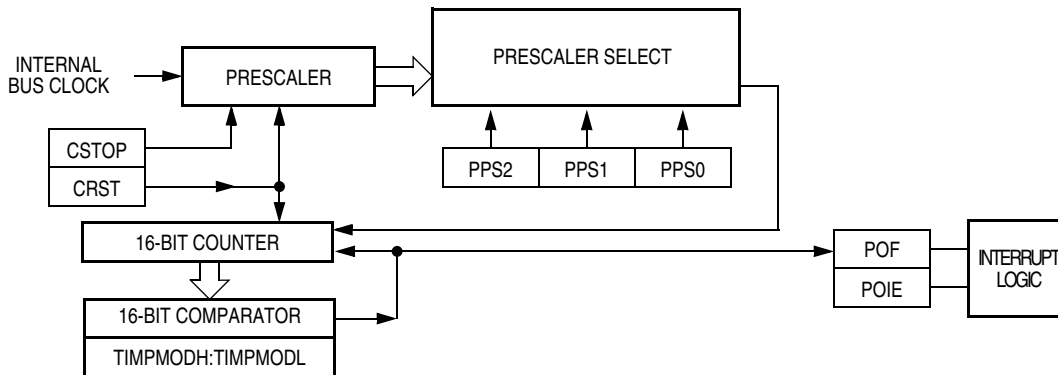 INTERNAL
BUS CLOCK
PRESCALER
PRESCALER SELECT
CSTOP
CRST
PPS2
PPS1
PPS0
16-BIT COUNTER
16-BIT COMPARATOR
TIMPMODH:TIMPMODL
POF
POIE
INTERRUPT
LOGIC